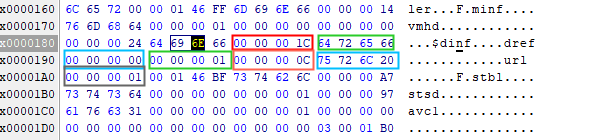 x0000160 6C 65 72 00 00 01 46 FF 6D 69 6E 66 00 00 00 14 ler...F.minf....
x0000170 76 6D 68 64 00 00 00 01 00 00 00 00 00 00 00 00 vmhd............
x0000180 00 00 00 24 64 69 6E 66 00 00 00 1C 64 72 65 66 ...$dinf....dref
x0000190 00 00 00 00 00 00 00 01 00 00 00 0C 75 72 6C 20 ............url
x00001A0 00 00 00 01 00 01 46 BF 73 74 62 6C 00 00 00 A7 ......F.stbl....
x00001B0 73 74 73 64 00 00 00 00 00 00 00 01 00 00 00 97 stsd............
x00001C0 61 76 63 31 00 00 00 00 00 00 00 01 00 00 00 00 avc1............
x00001D0 00 00 00 00 00 00 00 00 00 00 00 00 03 00 01 B0 ................